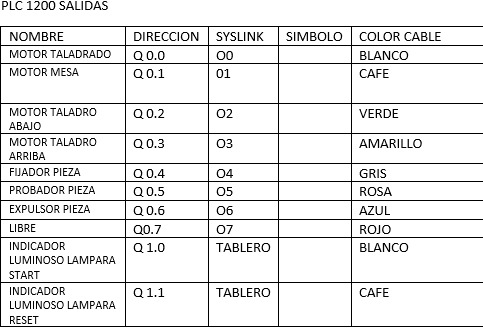 PLC 1200 SALIDAS
NOMBRE DIRECCION SYSLINK SIMBOLO COLOR CABLE
MOTOR TALADRADO Q 0.0 O0 BLANCO
MOTOR MESA Q 0.1 01 CAFE
MOTOR TALADRO Q 0.2 O2 VERDE
ABAJO
MOTOR TALADRO Q 0.3 O3 AMARILLO
ARRIBA
FIJADOR PIEZA Q 0.4 O4 GRIS
PROBADOR PIEZA Q 0.5 O5 ROSA
EXPULSOR PIEZA Q 0.6 O6 AZUL
LIBRE Q0.7 O7 ROJO
INDICADOR Q 1.0 TABLERO BLANCO
LUMINOSO LAMPARA
START
INDICADOR Q 1.1 TABLERO CAFE
LUMINOSO LAMPARA
RESET